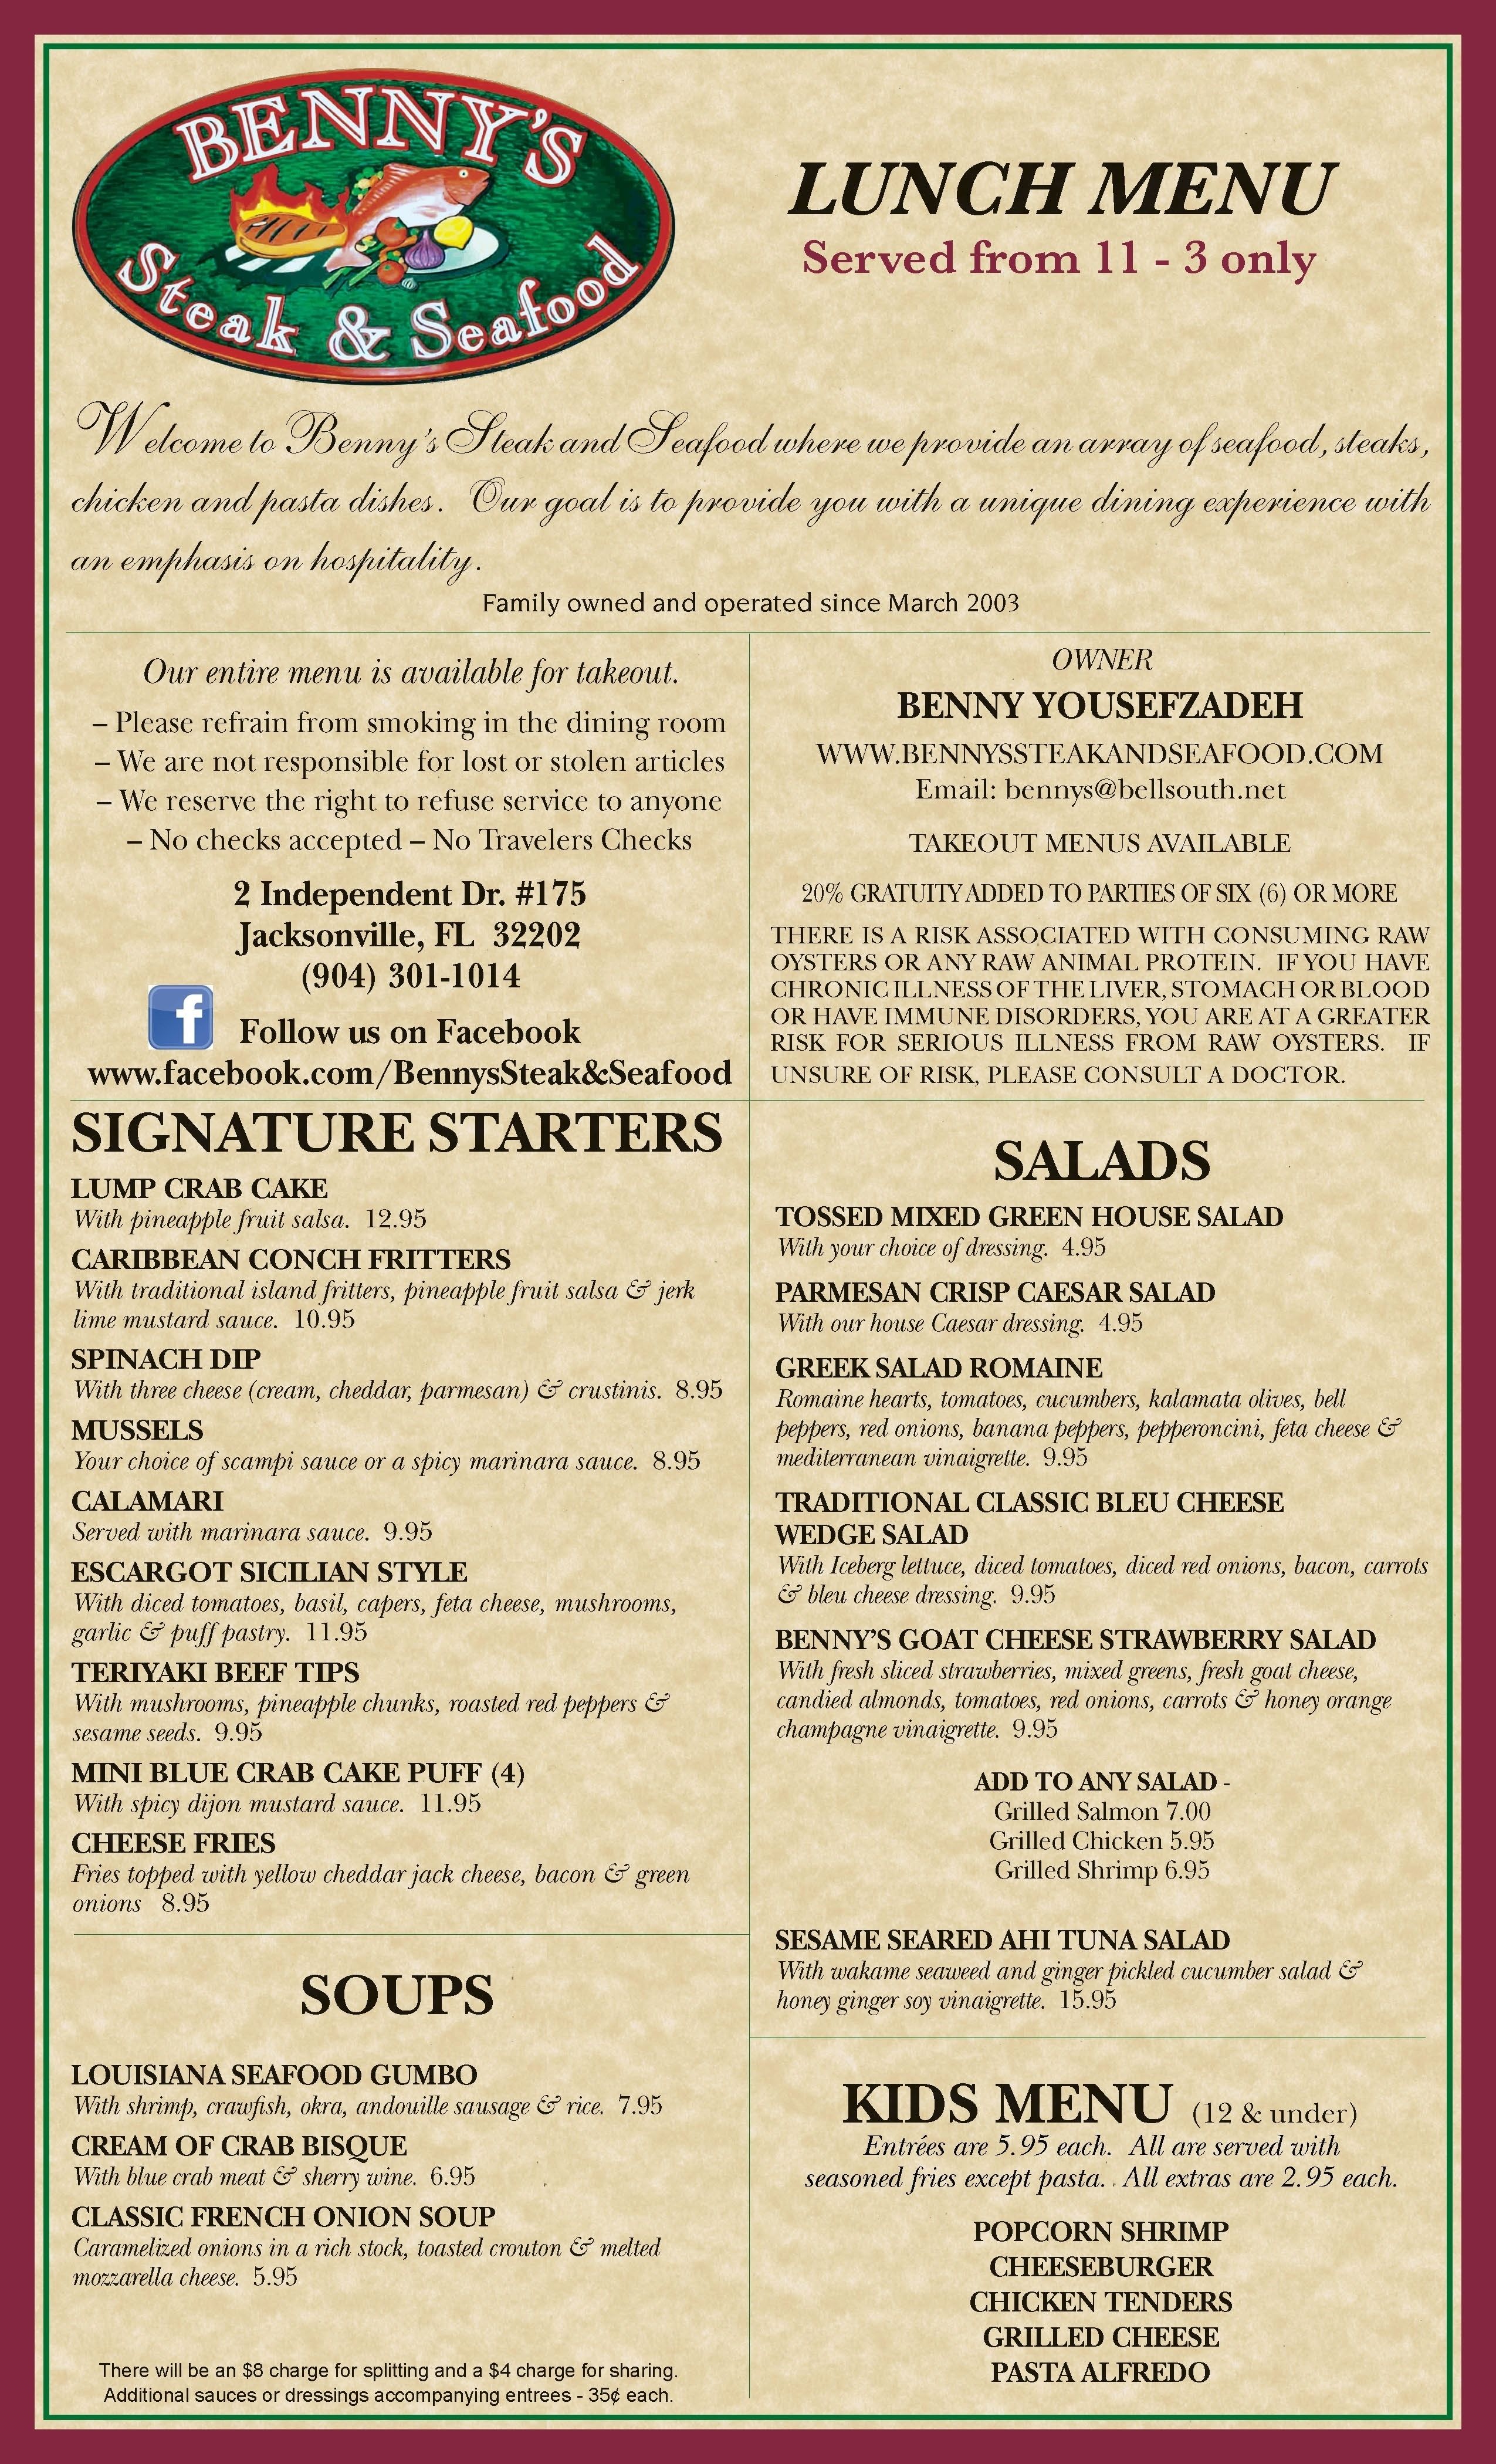 BENNY'S
Steak & Seafood
LUNCH MENU
Served from 11 - 3 only
Welcome to Benny's Steak and Seafood where we provide an array of seafood, steaks,
chicken and pasta dishes. Our goal is to provide you with a unique dining experience with
an emphasis on hospitality.
Family owned and operated since March 2003
Our entire menu is available for takeout.
– Please refrain from smoking in the dining room
– We are not responsible for lost or stolen articles
– We reserve the right to refuse service to anyone
– No checks accepted – No Travelers Checks
2 Independent Dr. #175
Jacksonville, FL 32202
(904) 301-1014
f
Follow us on Facebook
www.facebook.com/BennysSteak&Seafood
OWNER
BENNY YOUSEFZADEH
WWW.BENNYSSTEAKANDSEAFOOD.COM
Email: bennys@bellsouth.net
TAKEOUT MENUS AVAILABLE
20% GRATUITY ADDED TO PARTIES OF SIX (6) OR MORE
THERE IS A RISK ASSOCIATED WITH CONSUMING RAW
OYSTERS OR ANY RAW ANIMAL PROTEIN. IF YOU HAVE
CHRONIC ILLNESS OF THE LIVER, STOMACH OR BLOOD
OR HAVE IMMUNE DISORDERS, YOU ARE AT A GREATER
RISK FOR SERIOUS ILLNESS FROM RAW OYSTERS. IF
UNSURE OF RISK, PLEASE CONSULT A DOCTOR.
SIGNATURE STARTERS
LUMP CRAB CAKE
With pineapple fruit salsa. 12.95
CARIBBEAN CONCH FRITTERS
With traditional island fritters, pineapple fruit salsa & jerk
lime mustard sauce. 10.95
SPINACH DIP
With three cheese (cream, cheddar, parmesan) & crustinis. 8.95
MUSSELS
Your choice of scampi sauce or a spicy marinara sauce. 8.95
CALAMARI
Served with marinara sauce. 9.95
ESCARGOT SICILIAN STYLE
With diced tomatoes, basil, capers, feta cheese, mushrooms,
garlic & puff pastry. 11.95
TERIYAKI BEEF TIPS
With mushrooms, pineapple chunks, roasted red peppers &
sesame seeds. 9.95
MINI BLUE CRAB CAKE PUFF (4)
With spicy dijon mustard sauce. 11.95
CHEESE FRIES
Fries topped with yellow cheddar jack cheese, bacon & green
onions 8.95
SOUPS
LOUISIANA SEAFOOD GUMBO
With shrimp, crawfish, okra, andouille sausage & rice. 7.95
CREAM OF CRAB BISQUE
With blue crab meat & sherry wine. 6.95
CLASSIC FRENCH ONION SOUP
Caramelized onions in a rich stock, toasted crouton & melted
mozzarella cheese. 5.95
There will be an $8 charge for splitting and a $4 charge for sharing.
Additional sauces or dressings accompanying entrees - 35¢ each.
SALADS
TOSSED MIXED GREEN HOUSE SALAD
With your choice of dressing. 4.95
PARMESAN CRISP CAESAR SALAD
With our house Caesar dressing. 4.95
GREEK SALAD ROMAINE
Romaine hearts, tomatoes, cucumbers, kalamata olives, bell
peppers, red onions, banana peppers, pepperoncini, feta cheese &
mediterranean vinaigrette. 9.95
TRADITIONAL CLASSIC BLEU CHEESE
WEDGE SALAD
With Iceberg lettuce, diced tomatoes, diced red onions, bacon, carrots
& bleu cheese dressing. 9.95
BENNY'S GOAT CHEESE STRAWBERRY SALAD
With fresh sliced strawberries, mixed greens, fresh goat cheese,
candied almonds, tomatoes, red onions, carrots & honey orange
champagne vinaigrette. 9.95
ADD TO ANY SALAD -
Grilled Salmon 7.00
Grilled Chicken 5.95
Grilled Shrimp 6.95
SESAME SEARED AHI TUNA SALAD
With wakame seaweed and ginger pickled cucumber salad &
honey ginger soy vinaigrette. 15.95
KIDS MENU (12 & under)
Entrées are 5.95 each. All are served with
seasoned fries except pasta. All extras are 2.95 each.
POPCORN SHRIMP
CHEESEBURGER
CHICKEN TENDERS
GRILLED CHEESE
PASTA ALFREDO